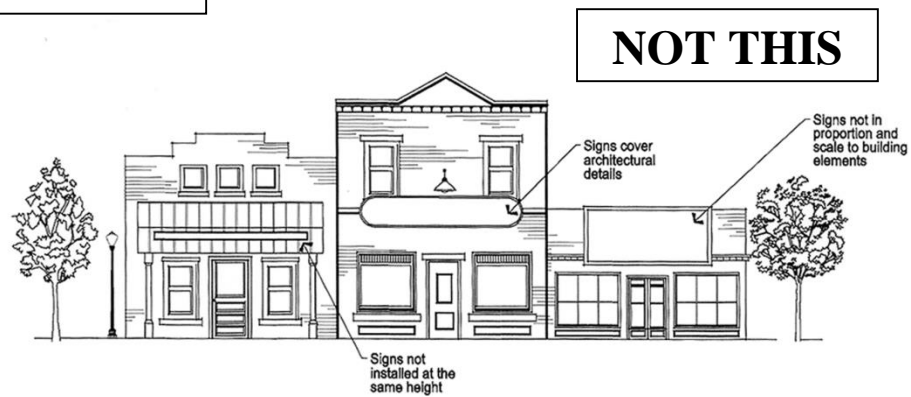 NOT THIS
Signs cover
architectural
details
Signs not in
proportion and
scale to building
elements
Signs not
installed at the
same height